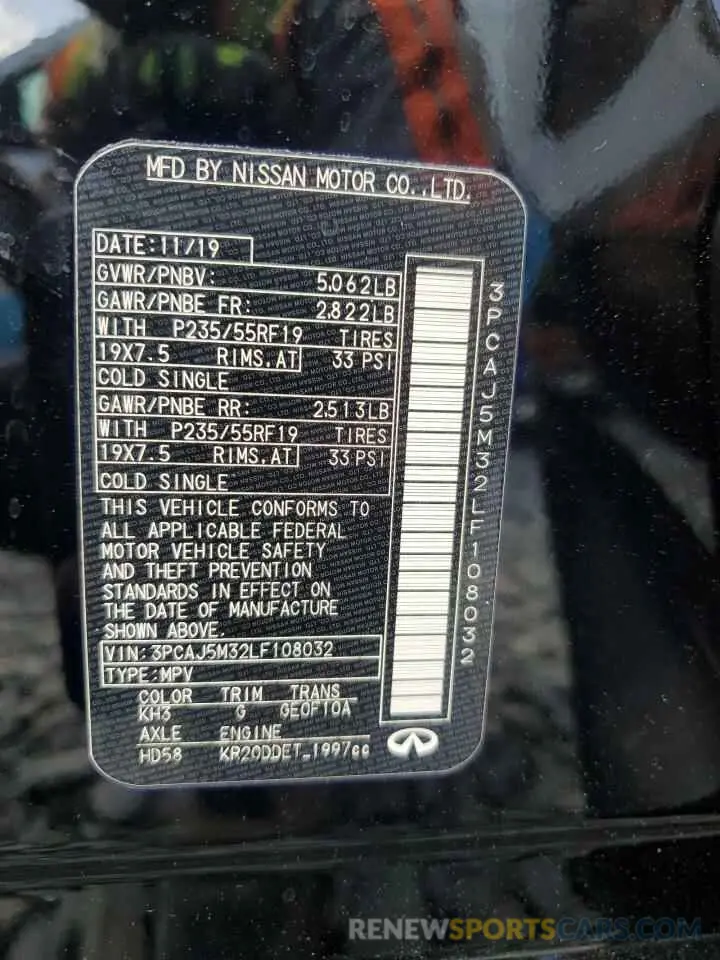 MFD BY NISSAN MOTOR CO.,LTD.
DATE:11/19
GVWR/PNBV: 5.062LB
GAWR/PNBE FR: 2.822LB
WITH P235/55RF19 TIRES
19X7.5 RIMS.AT 33 PSI
COLD SINGLE
GAWR/PNBE RR: 2.513LB
WITH P235/55RF19 TIRES
19X7.5 RIMS.AT 33 PSI
COLD SINGLE
THIS VEHICLE CONFORMS TO
ALL APPLICABLE FEDERAL
MOTOR VEHICLE SAFETY
AND THEFT PREVENTION
STANDARDS IN EFFECT ON
THE DATE OF MANUFACTURE
SHOWN ABOVE.
VIN:3PCAJ5M32LF108032
TYPE:MPV
COLOR TRIM TRANS
KH3 G GE0F10A
AXLE ENGINE
HD58 KR20DDET_1997cc
3PCAJ5M32LF108032
RENEWSPORTSCARS.COM